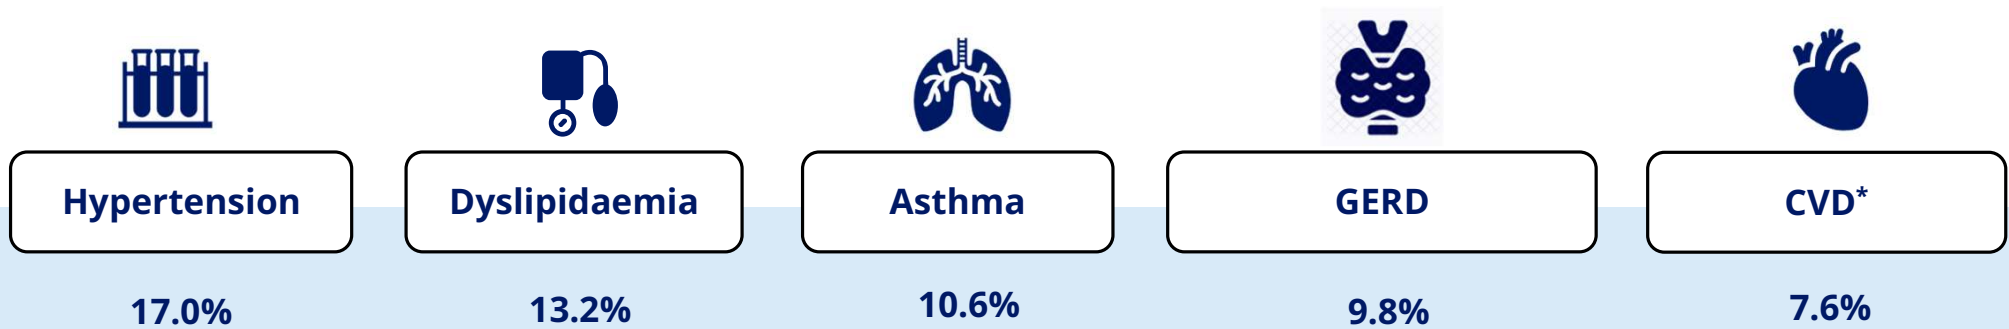 Hypertension
Dyslipidaemia
Asthma
GERD
CVD*
17.0%
13.2%
10.6%
9.8%
7.6%